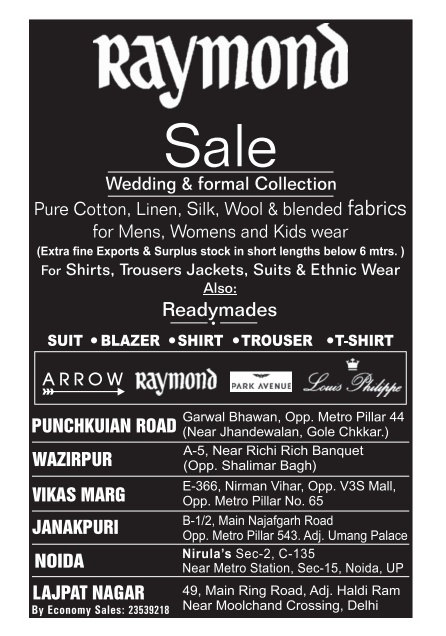 Raymond
Sale
Wedding & formal Collection
Pure Cotton, Linen, Silk, Wool & blended fabrics
for Mens, Womens and Kids wear
(Extra fine Exports & Surplus stock in short lengths below 6 mtrs. )
For Shirts, Trousers Jackets, Suits & Ethnic Wear
Also:
Readymades
SUIT • BLAZER • SHIRT • TROUSER • T-SHIRT
ARROW Raymond PARK AVENUE Louis Philippe
PUNCHKUIAN ROAD Garwal Bhawan, Opp. Metro Pillar 44
(Near Jhandewalan, Gole Chkkar.)
WAZIRPUR A-5, Near Richi Rich Banquet
(Opp. Shalimar Bagh)
VIKAS MARG E-366, Nirman Vihar, Opp. V3S Mall,
Opp. Metro Pillar No. 65
JANAKPURI B-1/2, Main Najafgarh Road
Opp. Metro Pillar 543. Adj. Umang Palace
NOIDA Nirula's Sec-2, C-135
Near Metro Station, Sec-15, Noida, UP
LAJPAT NAGAR 49, Main Ring Road, Adj. Haldi Ram
By Economy Sales: 23539218 Near Moolchand Crossing, Delhi